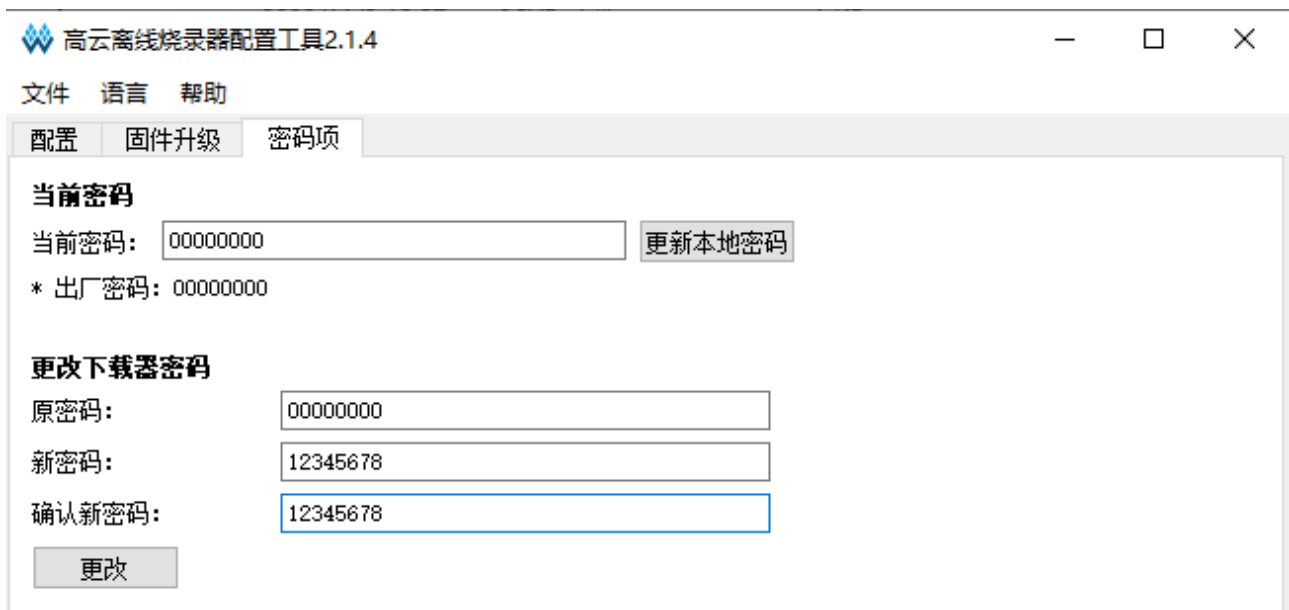 高云离线烧录器配置工具2.1.4
文件 语言 帮助
配置 固件升级 密码项
当前密码
当前密码: 00000000 更新本地密码
* 出厂密码: 00000000
更改下载器密码
原密码: 00000000
新密码: 12345678
确认新密码: 12345678
更改